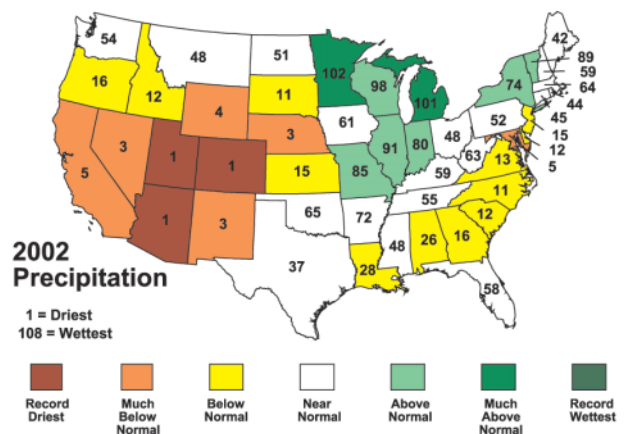 54
48
51
102
42
89
59
64
44
45
15
12
5
16
12
4
11
98
101
74
52
3
61
48
5
3
1
1
91
80
63
13
15
85
59
1
3
65
72
55
11
12
37
28
48
26
16
58
2002
Precipitation
1 = Driest
108 = Wettest
Record
Driest
Much
Below
Normal
Below
Normal
Near
Normal
Above
Normal
Much
Above
Normal
Record
Wettest